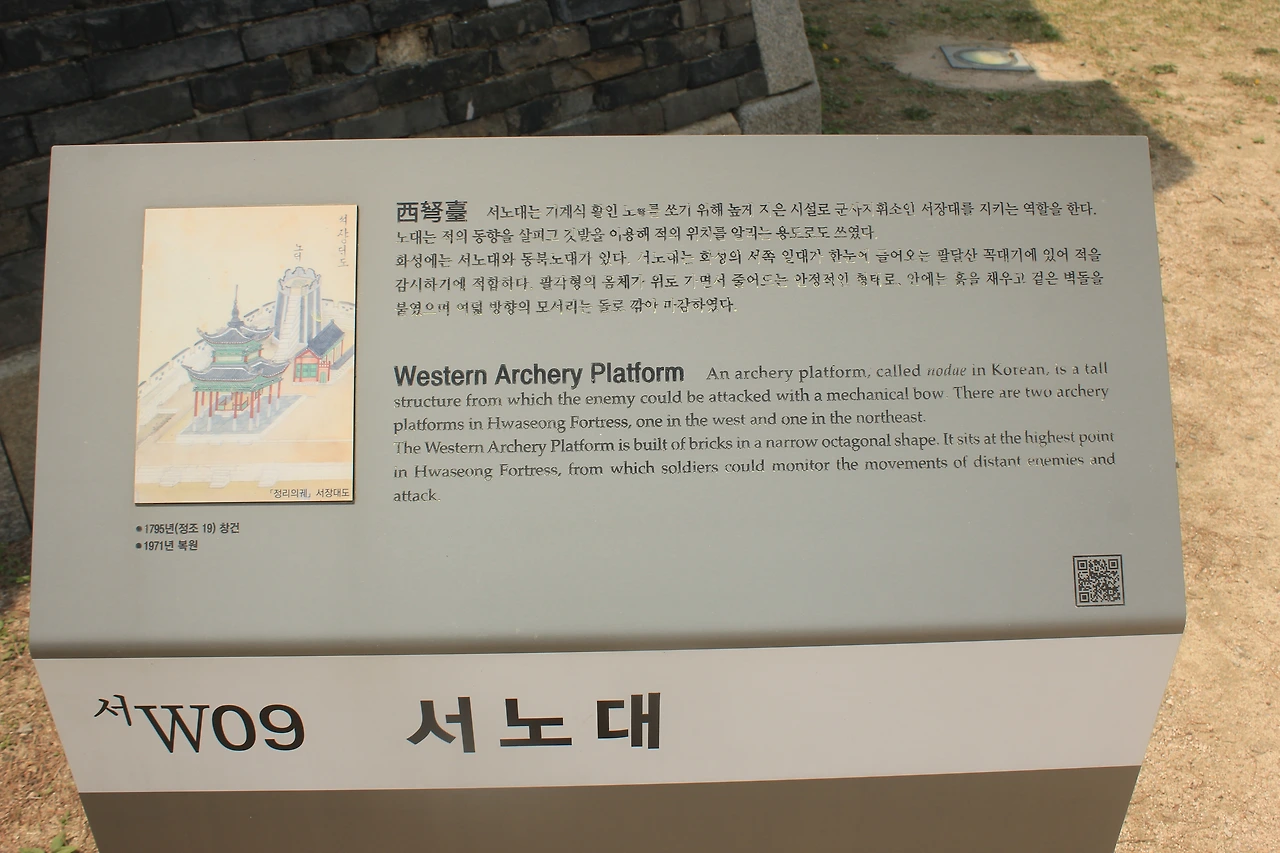 서장대도
노대
「정리의궤」 서장대도
●1795년(정조 19) 창건
●1971년 복원
西弩臺 서노대는 기계식 활인 노弩를 쏘기 위해 높게 지은 시설로 군사지휘소인 서장대를 지키는 역할을 한다.
노대는 적의 동향을 살피고 깃발을 이용해 적의 위치를 알리는 용도로도 쓰였다.
화성에는 서노대와 동북노대가 있다. 서노대는 화성의 서쪽 일대가 한눈에 들어오는 팔달산 꼭대기에 있어 적을
감시하기에 적합하다. 팔각형의 몸체가 위로 가면서 줄어드는 안정적인 형태로, 안에는 흙을 채우고 겉은 벽돌을
붙였으며 여덟 방향의 모서리는 돌로 깎아 마감하였다.
Western Archery Platform An archery platform, called nodae in Korean, is a tall
structure from which the enemy could be attacked with a mechanical bow. There are two archery
platforms in Hwaseong Fortress, one in the west and one in the northeast.
The Western Archery Platform is built of bricks in a narrow octagonal shape. It sits at the highest point
in Hwaseong Fortress, from which soldiers could monitor the movements of distant enemies and
attack.
서W09 서노대